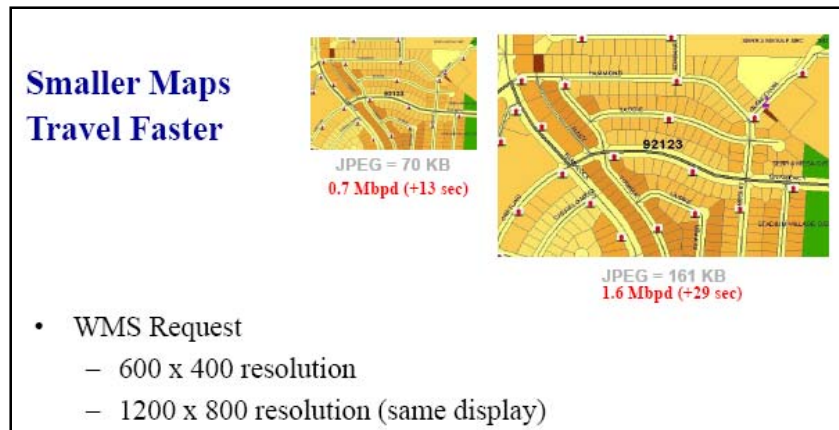 Smaller Maps
Travel Faster
92123
JPEG = 70 KB
0.7 Mbpd (+13 sec)
HAMMOND
92123
JPEG = 161 KB
1.6 Mbpd (+29 sec)
• WMS Request
– 600 x 400 resolution
– 1200 x 800 resolution (same display)